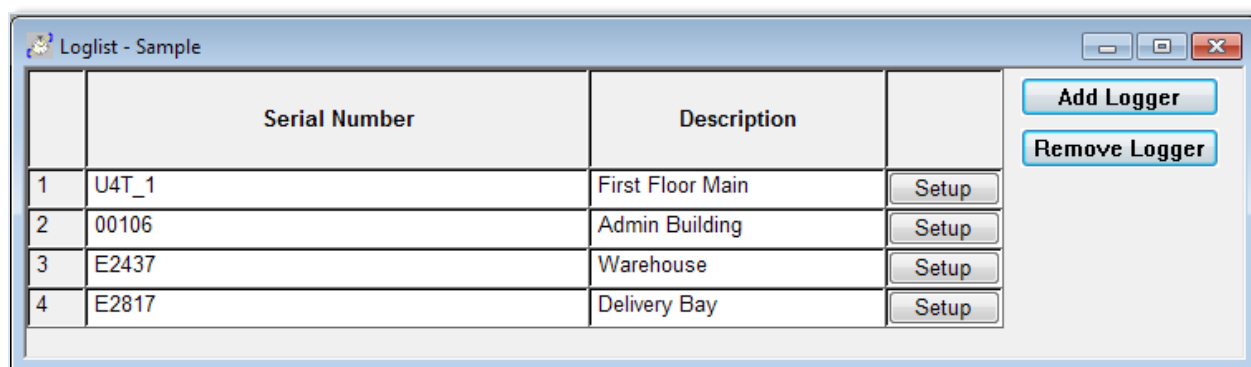 Loglist - Sample
Serial Number Description
Add Logger
Remove Logger
1 U4T_1 First Floor Main Setup
2 00106 Admin Building Setup
3 E2437 Warehouse Setup
4 E2817 Delivery Bay Setup